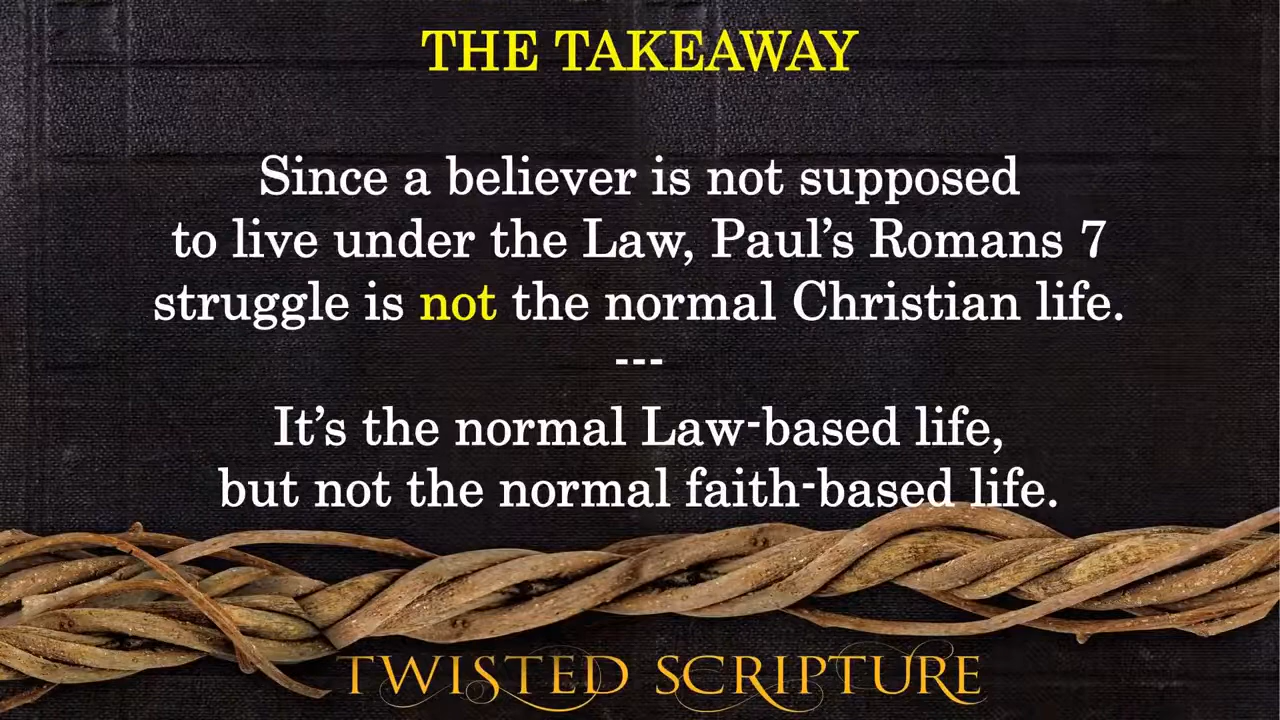 THE TAKEAWAY
Since a believer is not supposed
to live under the Law, Paul’s Romans 7
struggle is not the normal Christian life.
---
It’s the normal Law-based life,
but not the normal faith-based life.
TWISTED SCRIPTURE